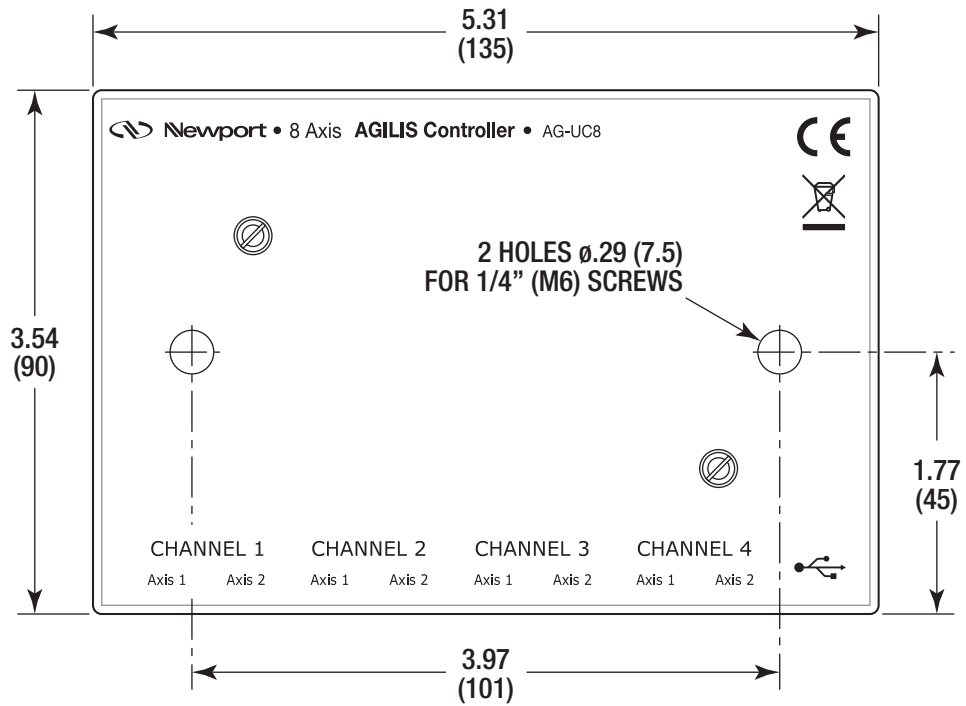 5.31
(135)
Newport • 8 Axis AGILIS Controller • AG-UC8
CE
2 HOLES ø.29 (7.5)
FOR 1/4” (M6) SCREWS
3.54
(90)
1.77
(45)
CHANNEL 1 CHANNEL 2 CHANNEL 3 CHANNEL 4
Axis 1 Axis 2 Axis 1 Axis 2 Axis 1 Axis 2 Axis 1 Axis 2
3.97
(101)